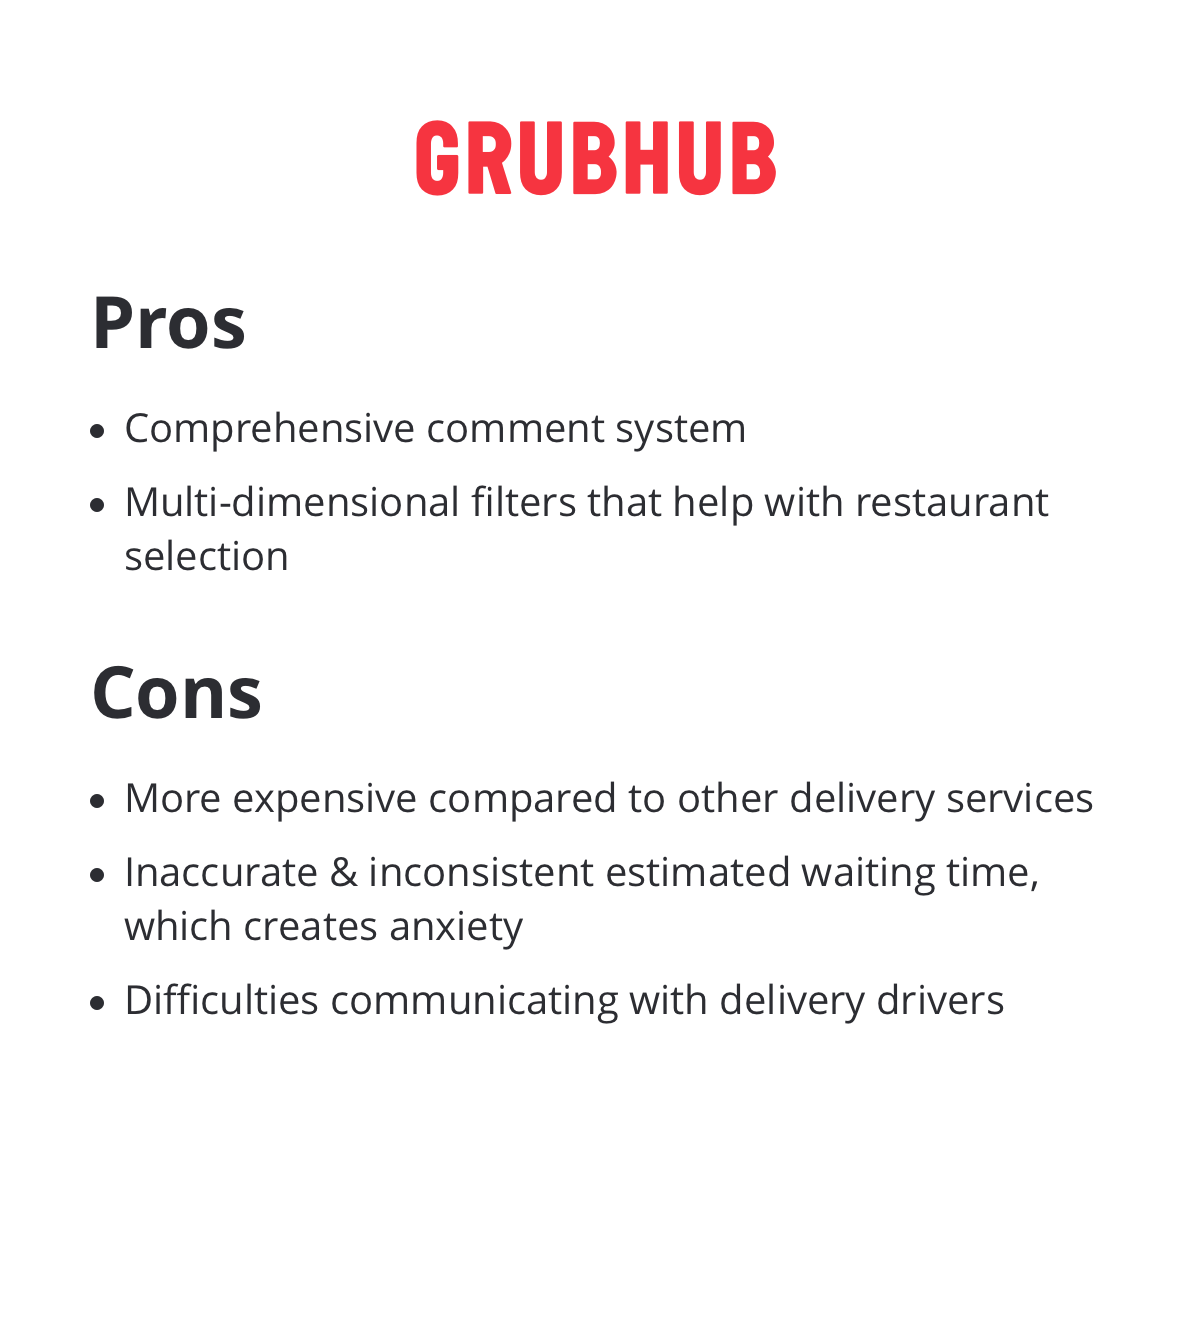 GRUBHUB
Pros
• Comprehensive comment system
• Multi-dimensional filters that help with restaurant
selection
Cons
• More expensive compared to other delivery services
• Inaccurate & inconsistent estimated waiting time,
which creates anxiety
• Difficulties communicating with delivery drivers